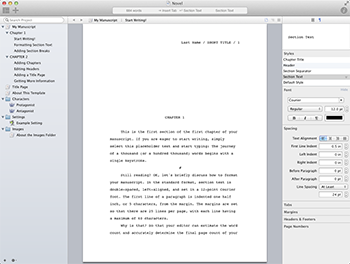 Novel
My Manuscript
Chapter 1
Start Writing!
Formatting Section Text
Adding Section Breaks
CHAPTER 2
Adding Chapters
Editing Headers
Adding a Title Page
Getting More Information
Title Page
About This Template
Characters
Protagonist
Antagonist
Settings
Example Setting
Images
About the Images Folder
My Manuscript Start Writing!
Last Name / SHORT TITLE / 1
CHAPTER 1
This is the first section of the first chapter of your
manuscript. If you are eager to start writing, simply
select this placeholder text and start typing. The journey
of a thousand (or a hundred thousand) words begins with a
single keystroke.
#
Still reading? OK, let's briefly discuss how to format
your manuscript. In the standard format, section text is
double-spaced, left-aligned, and set in a 12-point Courier
font. The first line of a paragraph is indented one half
inch, or 5 characters, from the margin. The margins are set
so that there are 25 lines per page, with each line having
a maximum of 60 characters.
Why is that? So that your editor can estimate the work
count and accurately determine the final page count of your
SECTION TEXT
Styles
Chapter Title
Header
Section Separator
Section Text
Default Style
Font
Courier
Regular 12.0 pt
B I U
Spacing
Text Alignment
First Line Indent 0.5 in
Left Indent 0 in
Right Indent 0 in
Before Paragraph 0 pt
After Paragraph 0 pt
Line Spacing At Least
24 pt
Tabs
Margins
Headers & Footers
Page Numbers